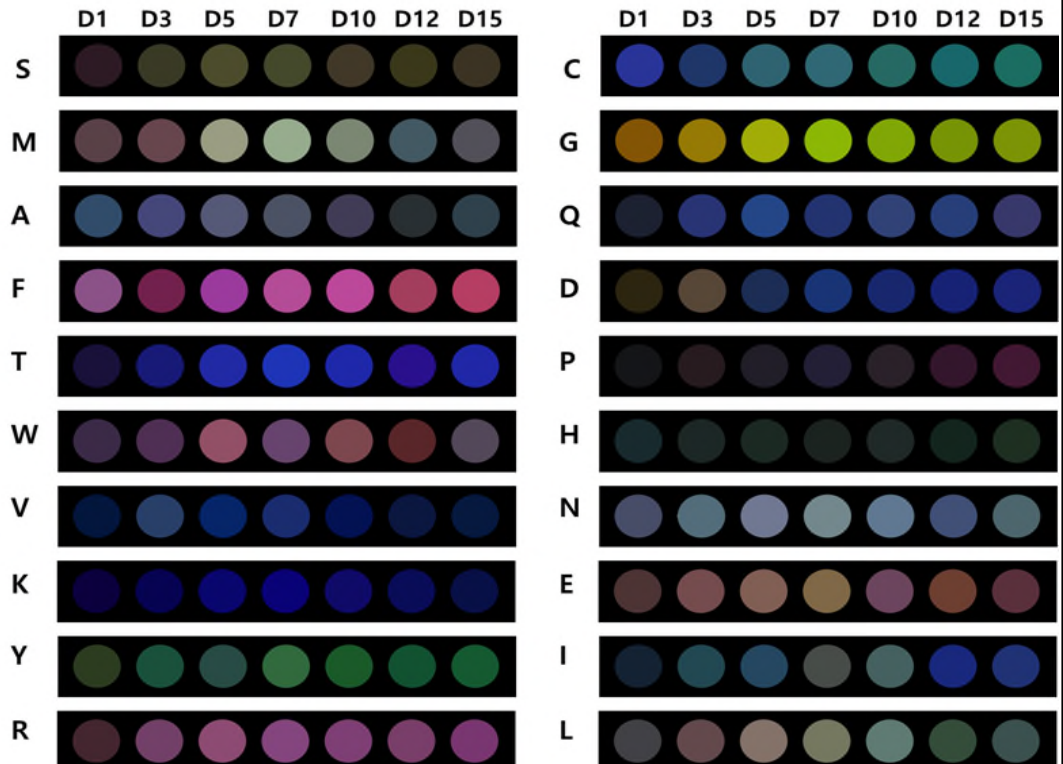 D1 D3 D5 D7 D10 D12 D15 D1 D3 D5 D7 D10 D12 D15
S C
M G
A Q
F D
T P
W H
V N
K E
Y I
R L